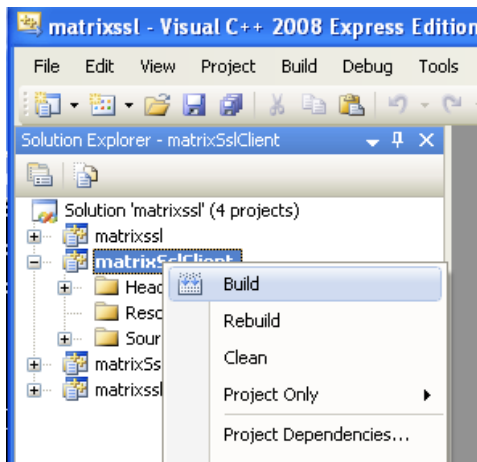 matrixssl - Visual C++ 2008 Express Edition
File Edit View Project Build Debug Tools
Solution Explorer - matrixSslClient
Solution 'matrixssl' (4 projects)
matrixssl
matrixSslClient
Build
Rebuild
Clean
Project Only
Project Dependencies...
matrixssl